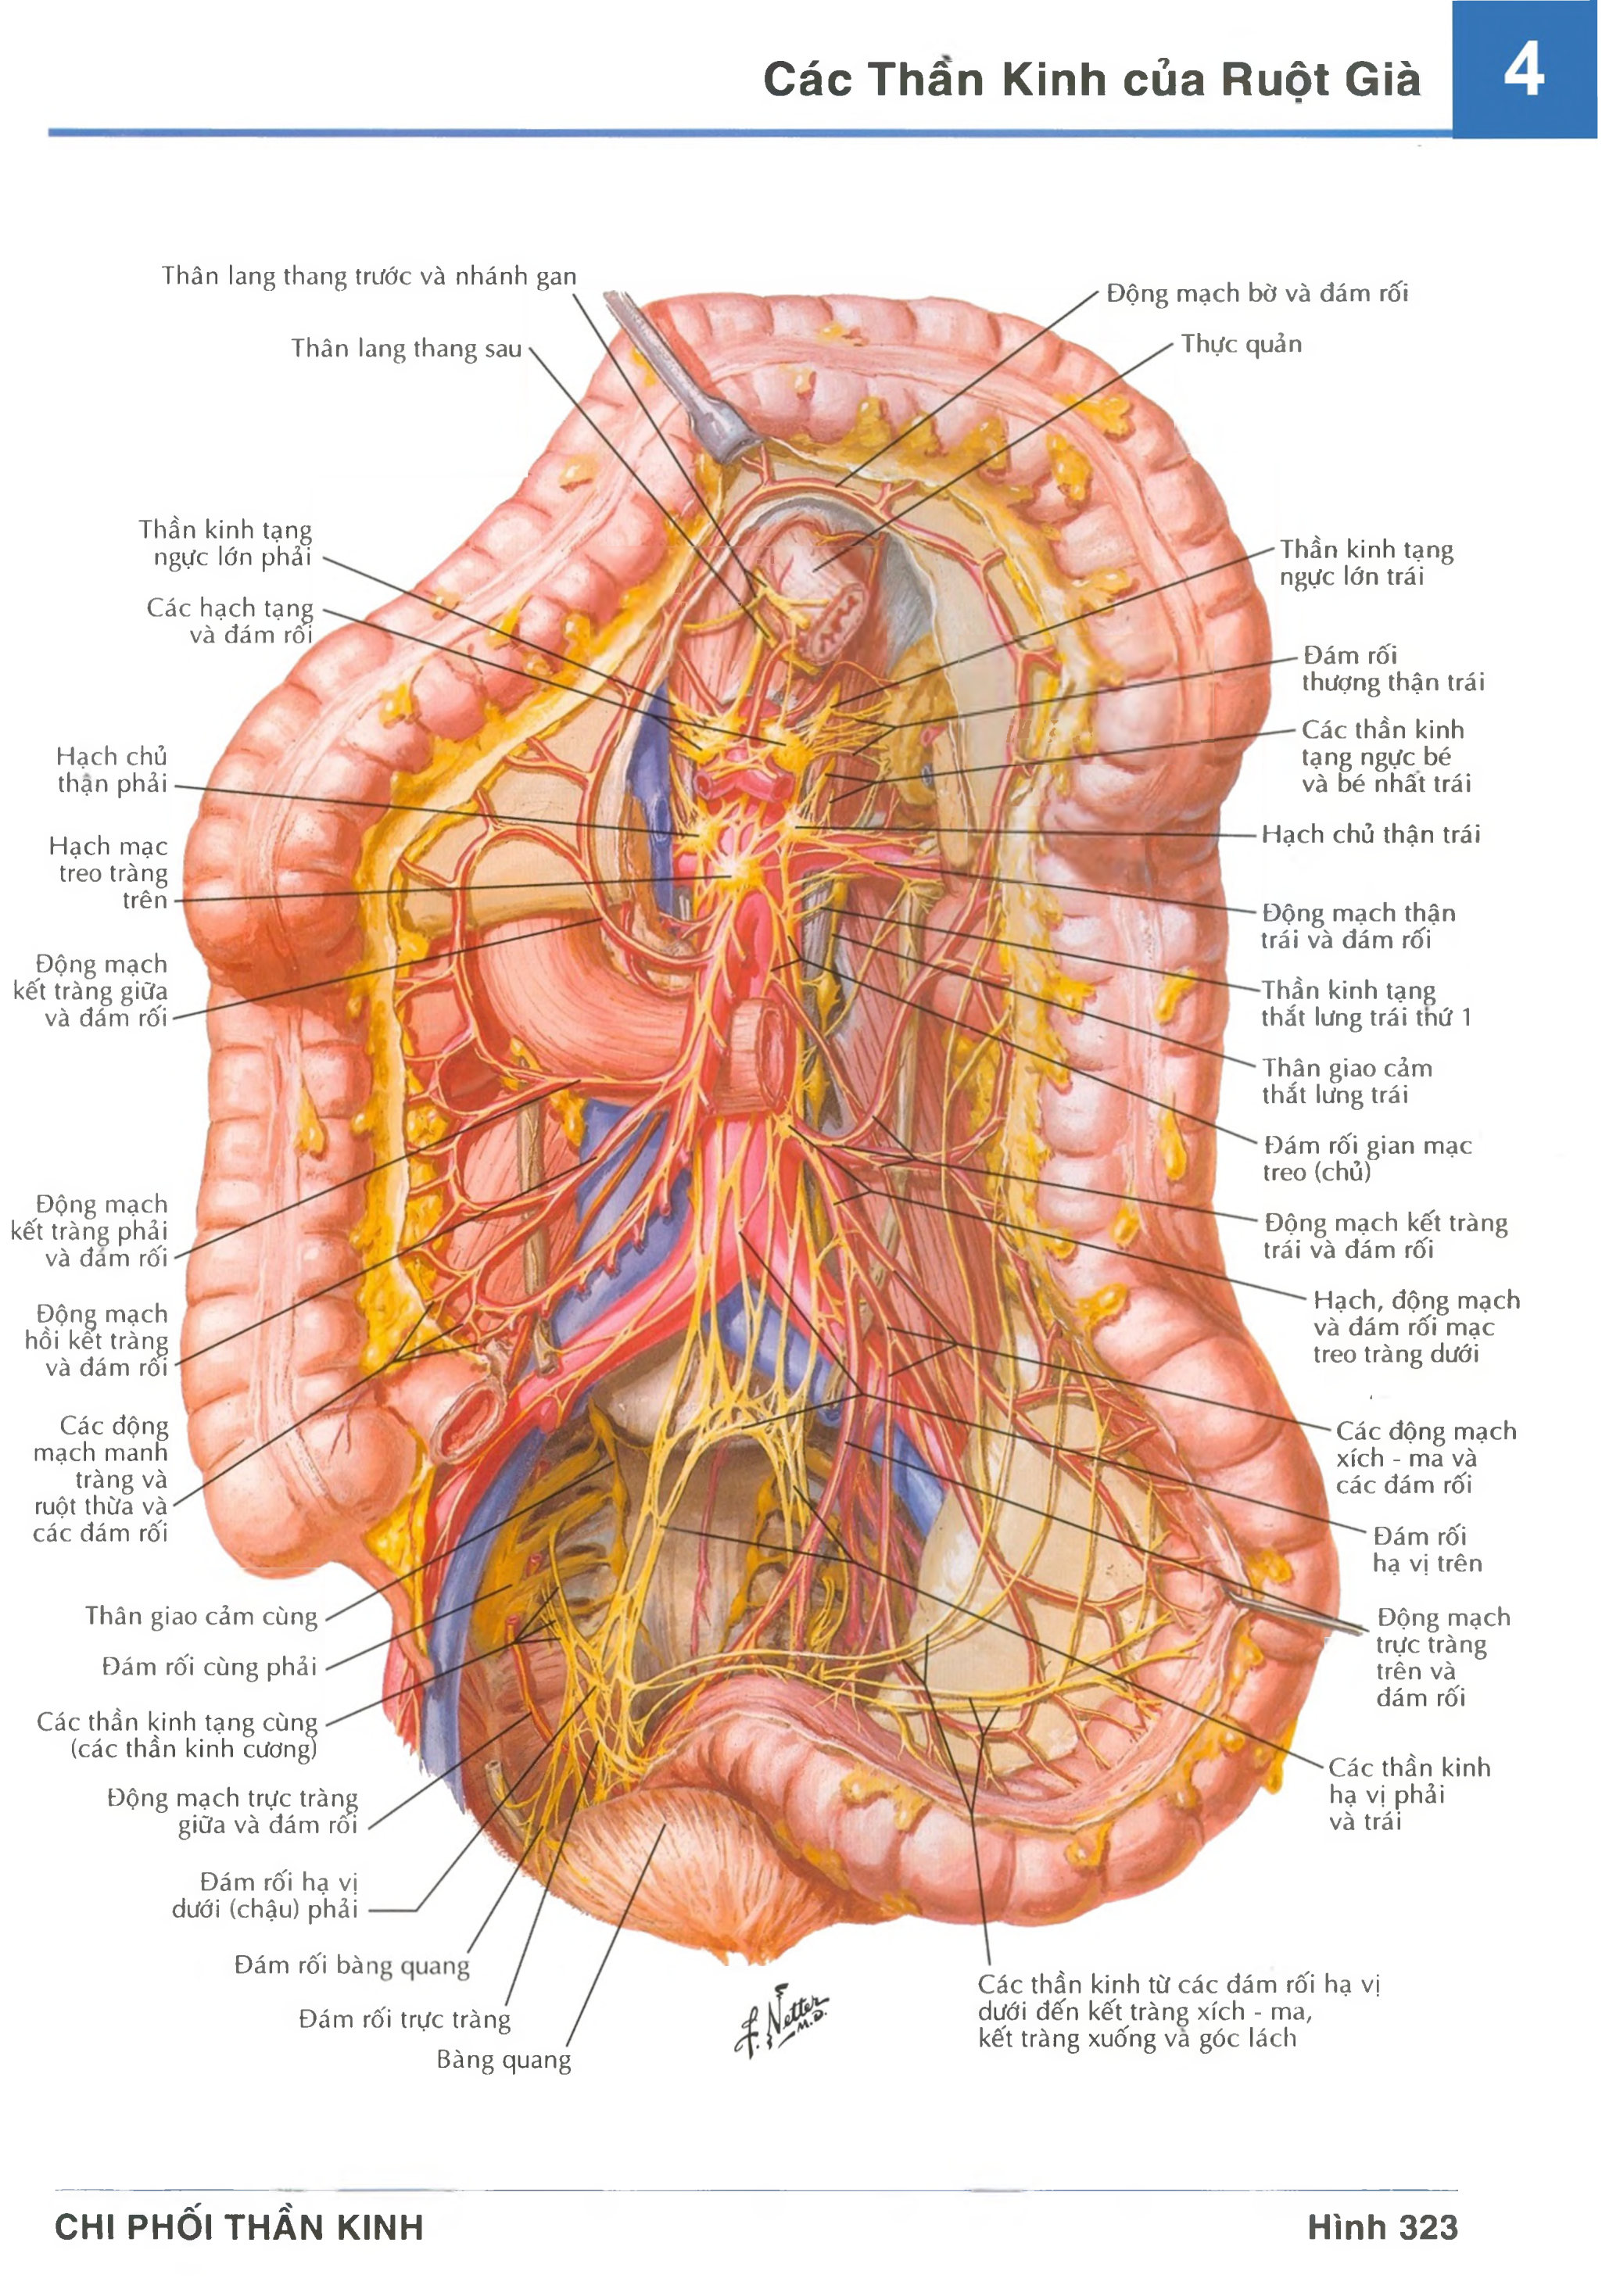 Các Thần Kinh của Ruột Già
4
Thân lang thang trước và nhánh gan
Thân lang thang sau
Thần kinh tạng
ngực lớn phải
Các hạch tạng
và đám rối
Hạch chủ
thận phải
Hạch mạc
treo tràng
trên
Động mạch
kết tràng giữa
và đám rối
Động mạch
kết tràng phải
và đám rối
Động mạch
hồi kết tràng
và đám rối
Các động
mạch manh
tràng và
ruột thừa và
các đám rối
Thân giao cảm cùng
Đám rối cùng phải
Các thần kinh tạng cùng
(các thần kinh cương)
Động mạch trực tràng
giữa và đám rối
Đám rối hạ vị
dưới (chậu) phải
Đám rối bàng quang
Đám rối trực tràng
Bàng quang
Động mạch bờ và đám rối
Thực quản
Thần kinh tạng
ngực lớn trái
Đám rối
thượng thận trái
Các thần kinh
tạng ngực bé
và bé nhất trái
Hạch chủ thận trái
Động mạch thận
trái và đám rối
Thần kinh tạng
thắt lưng trái thứ 1
Thân giao cảm
thắt lưng trái
Đám rối gian mạc
treo (chủ)
Động mạch kết tràng
trái và đám rối
Hạch, động mạch
và đám rối mạc
treo tràng dưới
Các động mạch
xích - ma và
các đám rối
Đám rối
hạ vị trên
Động mạch
trực tràng
trên và
đám rối
Các thần kinh
hạ vị phải
và trái
Các thần kinh từ các đám rối hạ vị
dưới đến kết tràng xích - ma,
kết tràng xuống và góc lách
F. Netter
M.D.
CHI PHỐI THẦN KINH
Hình 323